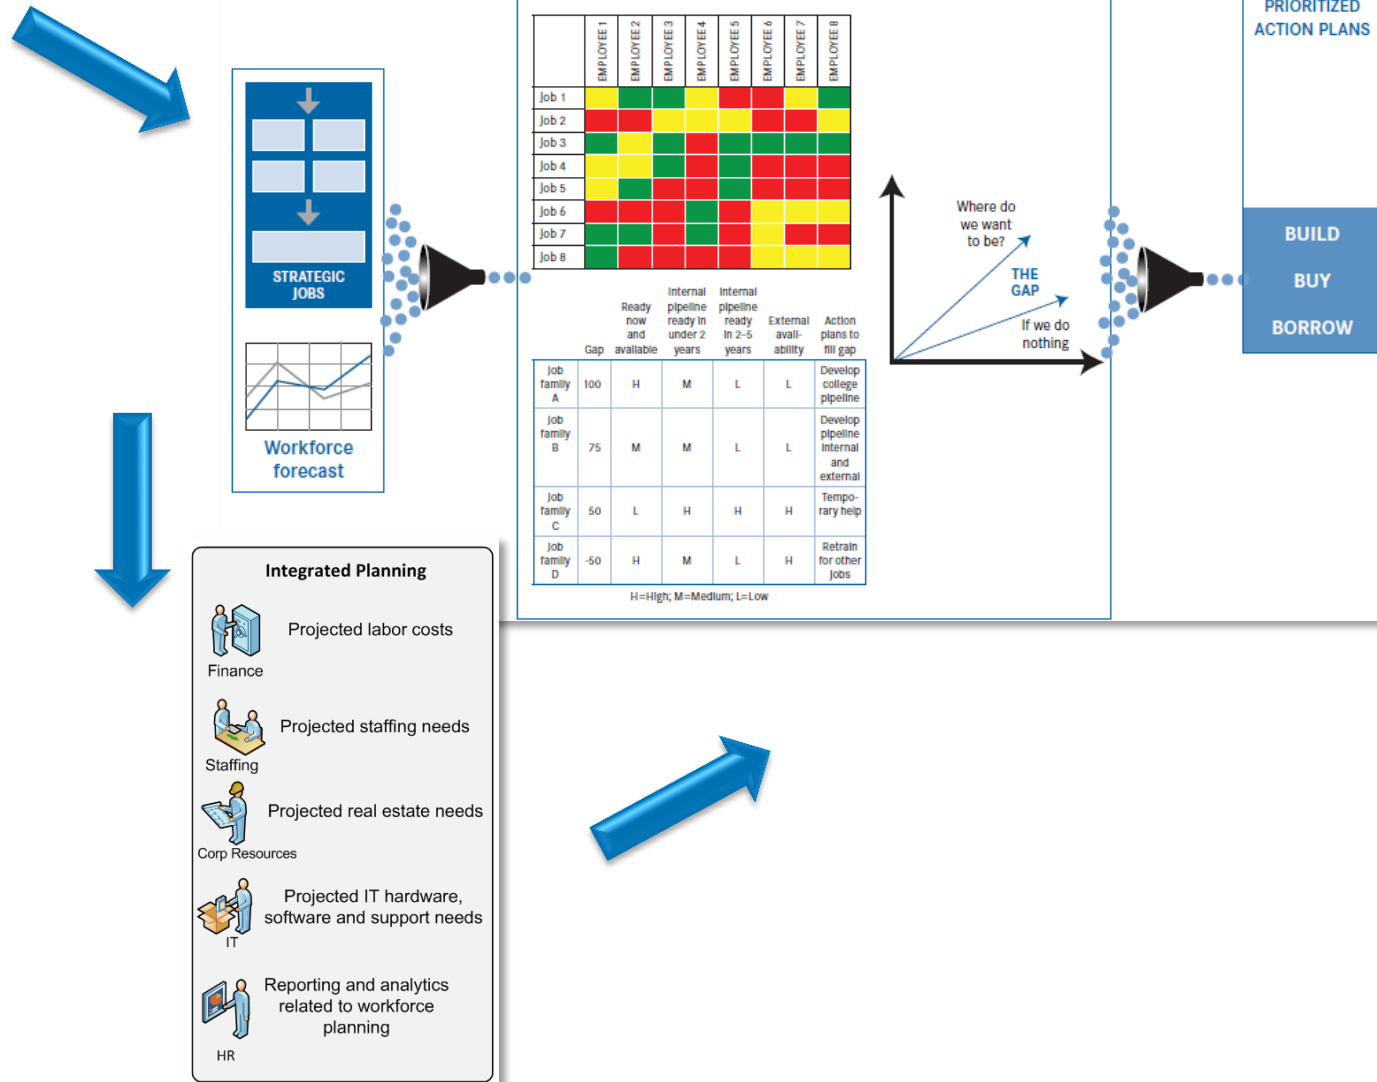 PRIORITIZED
ACTION PLANS
EMPLOYEE 1
EMPLOYEE 2
EMPLOYEE 3
EMPLOYEE 4
EMPLOYEE 5
EMPLOYEE 6
EMPLOYEE 7
EMPLOYEE 8
Job 1
Job 2
Job 3
Job 4
Job 5
Job 6
Job 7
Job 8
STRATEGIC
JOBS
Workforce
forecast
Where do
we want
to be?
THE
GAP
If we do
nothing
BUILD
BUY
BORROW
Gap
Ready
now
and
available
Internal
pipeline
ready in
under 2
years
Internal
pipeline
ready
in 2–5
years
External
avail-
ability
Action
plans to
fill gap
Job
family
A
100
H
M
L
L
Develop
college
pipeline
Job
family
B
75
M
M
L
L
Develop
pipeline
internal
and
external
Job
family
C
50
L
H
H
H
Tempo-
rary help
Job
family
D
-50
H
M
L
H
Retrain
for other
jobs
H=High; M=Medium; L=Low
Integrated Planning
Projected labor costs
Finance
Projected staffing needs
Staffing
Projected real estate needs
Corp Resources
Projected IT hardware,
software and support needs
IT
Reporting and analytics
related to workforce
planning
HR